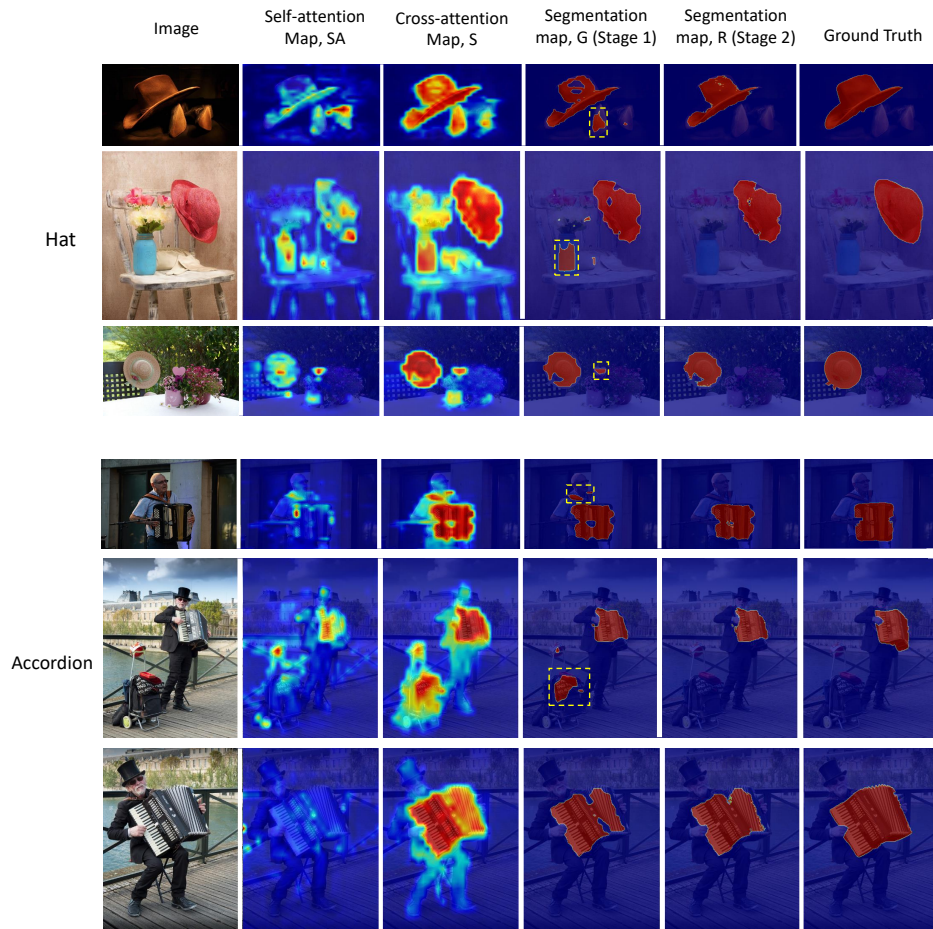 Image
Self-attention
Map, SA
Cross-attention
Map, S
Segmentation
map, G (Stage 1)
Segmentation
map, R (Stage 2)
Ground Truth
Hat
Accordion